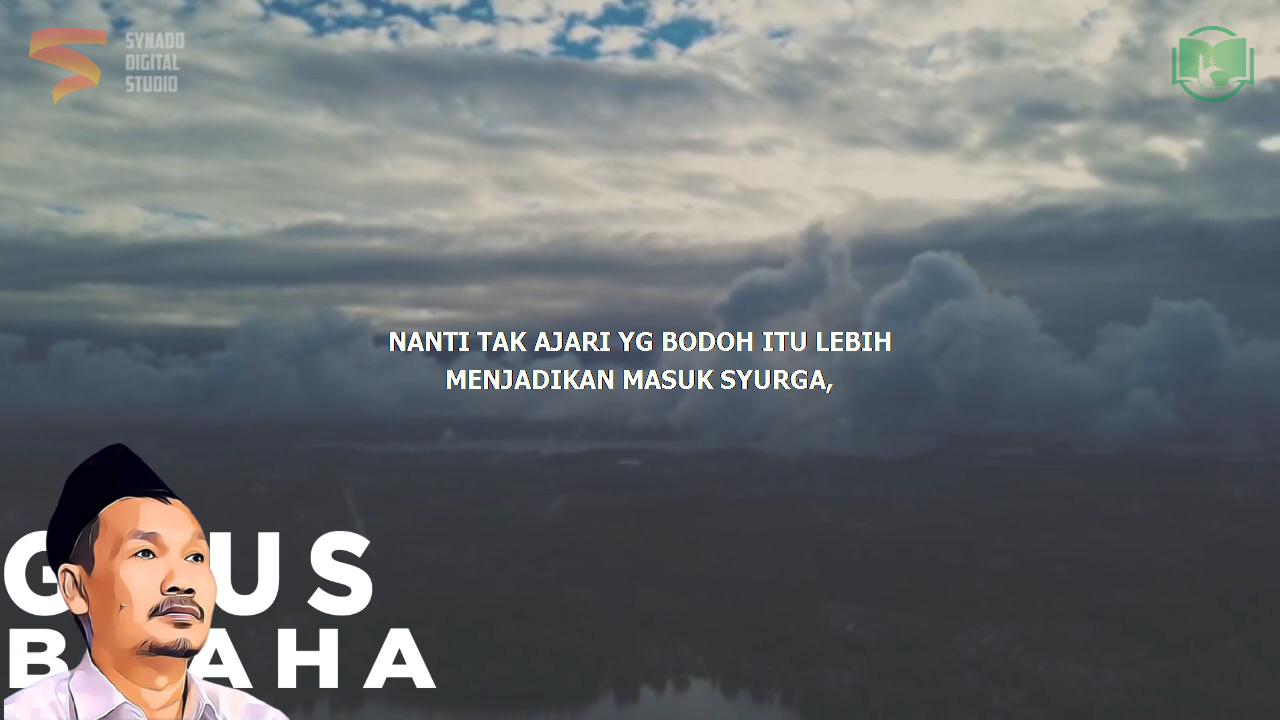 SYNADO
DIGITAL
STUDIO
NANTI TAK AJARI YG BODOH ITU LEBIH
MENJADIKAN MASUK SYURGA,
GUS
BAHA